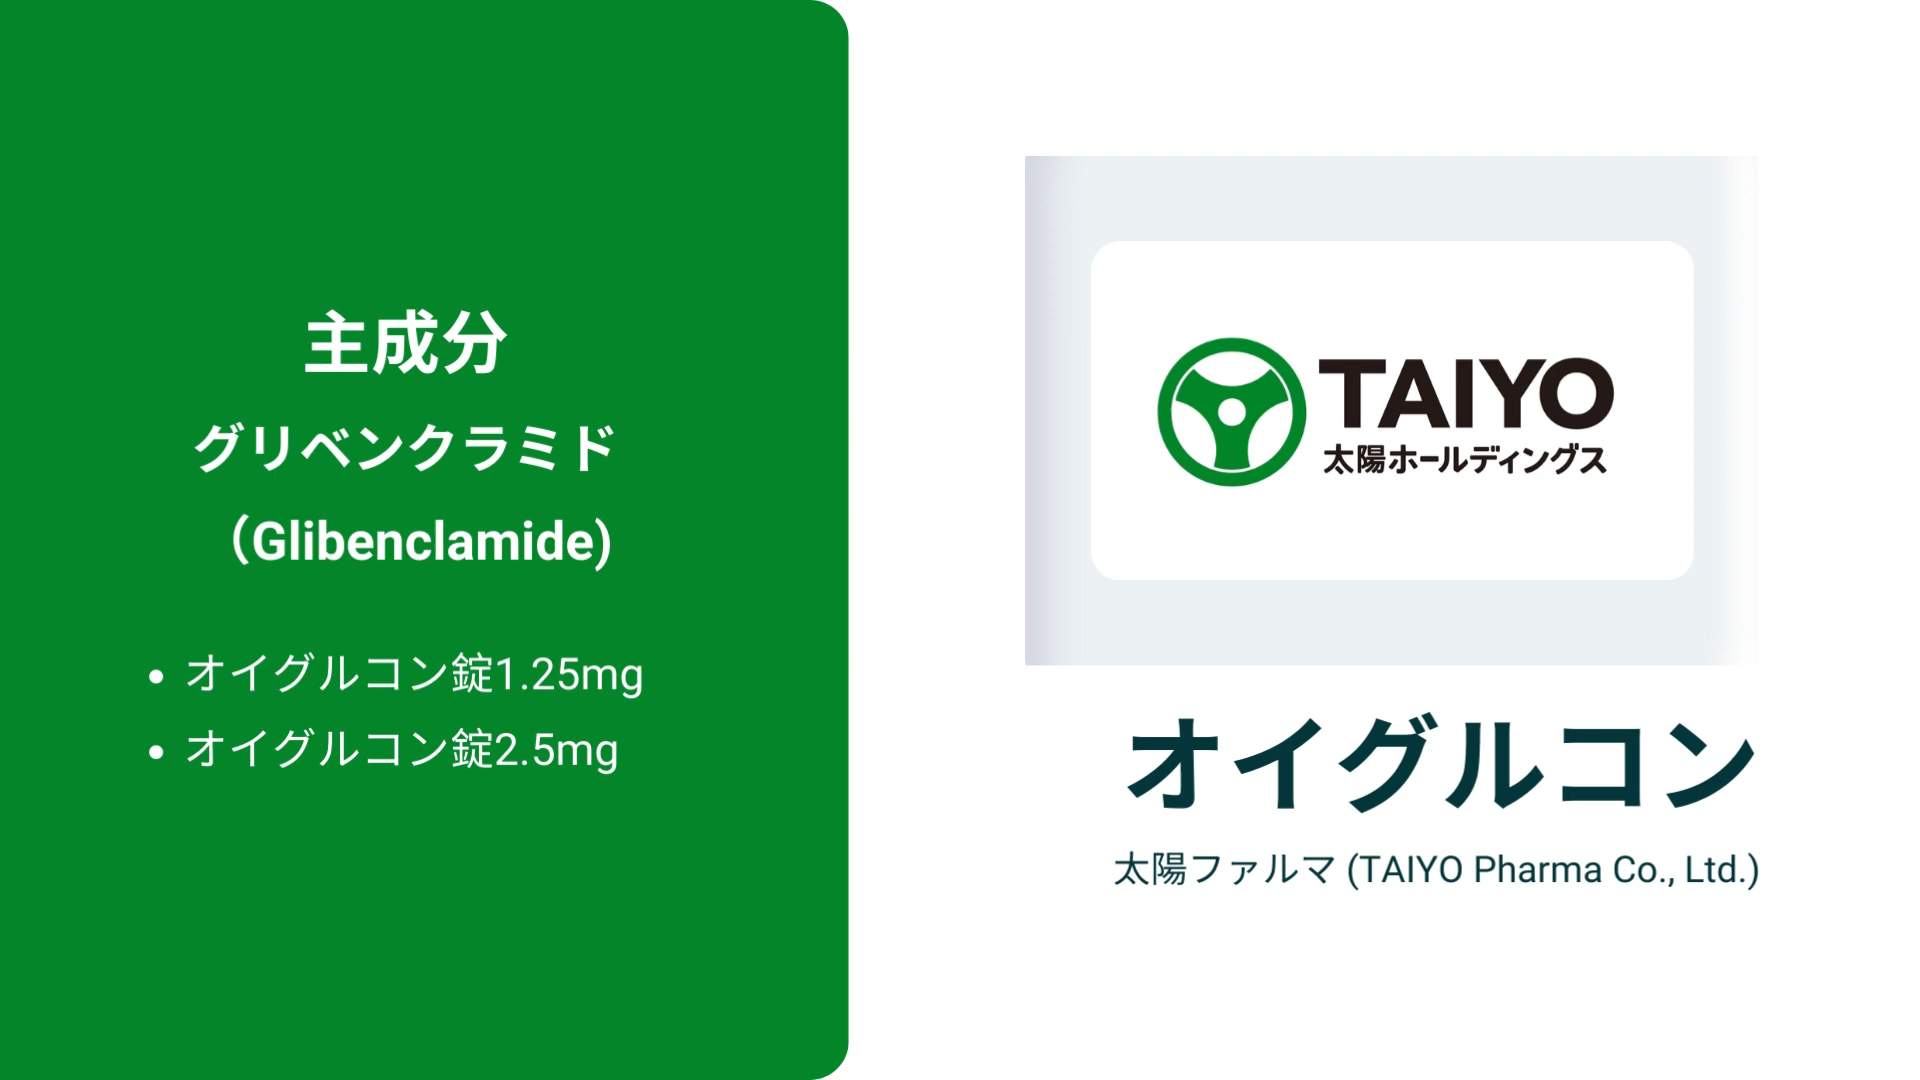 主成分
グリベンクラミド
（Glibenclamide)
• オイグルコン錠1.25mg
• オイグルコン錠2.5mg
TAIYO
太陽ホールディングス
オイグルコン
太陽ファルマ (TAIYO Pharma Co., Ltd.)